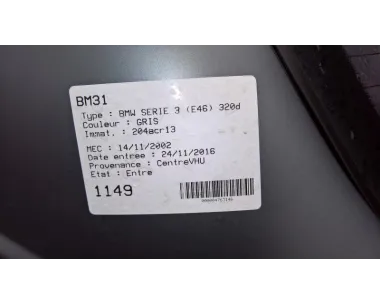 BM31
Type : BMW SERIE 3 (E46) 320d
Couleur : GRIS
Immat. : 204acr13
MEC : 14/11/2002
Date entree : 24/11/2016
Provenance : CentreVHU
Etat : Entre
1149